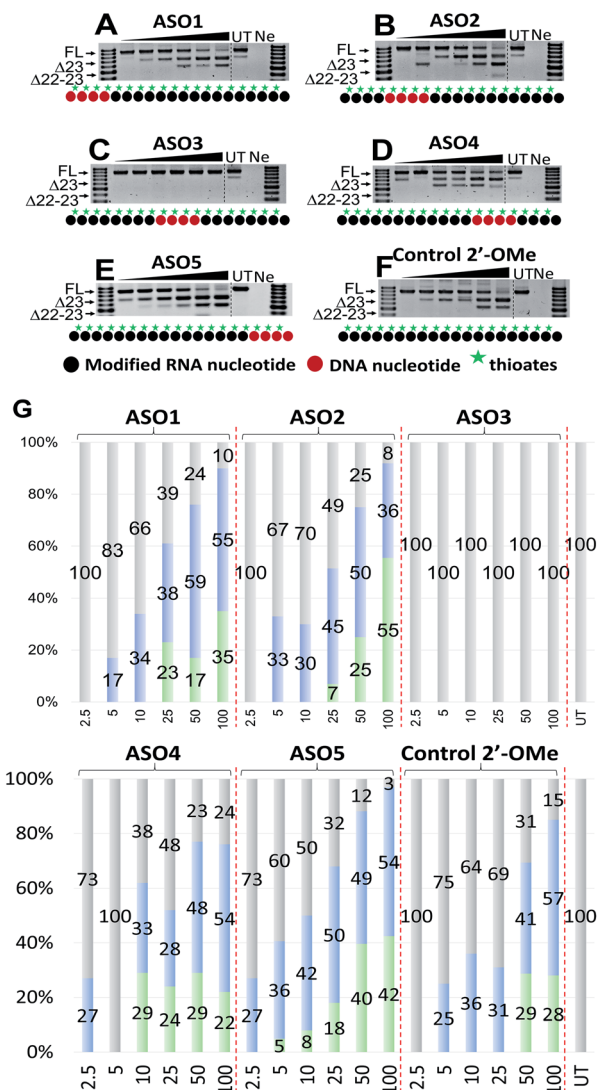 A ASO1
UT Ne
FL
Δ23
Δ22-23
B ASO2
UT Ne
FL
Δ23
Δ22-23
C ASO3
UT Ne
FL
Δ23
Δ22-23
D ASO4
UT Ne
FL
Δ23
Δ22-23
E ASO5
UT Ne
FL
Δ23
Δ22-23
Control 2'-OMe
F UT Ne
FL
Δ23
Δ22-23
Modified RNA nucleotide DNA nucleotide thioates
G
ASO1 ASO2 ASO3
100% 80% 60% 40% 20% 0%
100
83 17
66 34
39 38 23
24 59 17
10 55 35
100
67 33
70 30
49 45 7
25 50 25
8 36 55
100 100 100 100 100 100
100
2.5 5 10 25 50 100 2.5 5 10 25 50 100 2.5 5 10 25 50 100 UT
ASO4 ASO5 Control 2'-OMe
100% 80% 60% 40% 20% 0%
73 27
100
38 33 29
48 28 24
23 48 29
24 54 22
73 27
60 36 5
50 42 8
32 50 18
12 49 40
3 54 42
100
75 25
64 36
69 31
31 41 29
15 57 28
100
2.5 5 10 25 50 100 2.5 5 10 25 50 100 2.5 5 10 25 50 100 UT